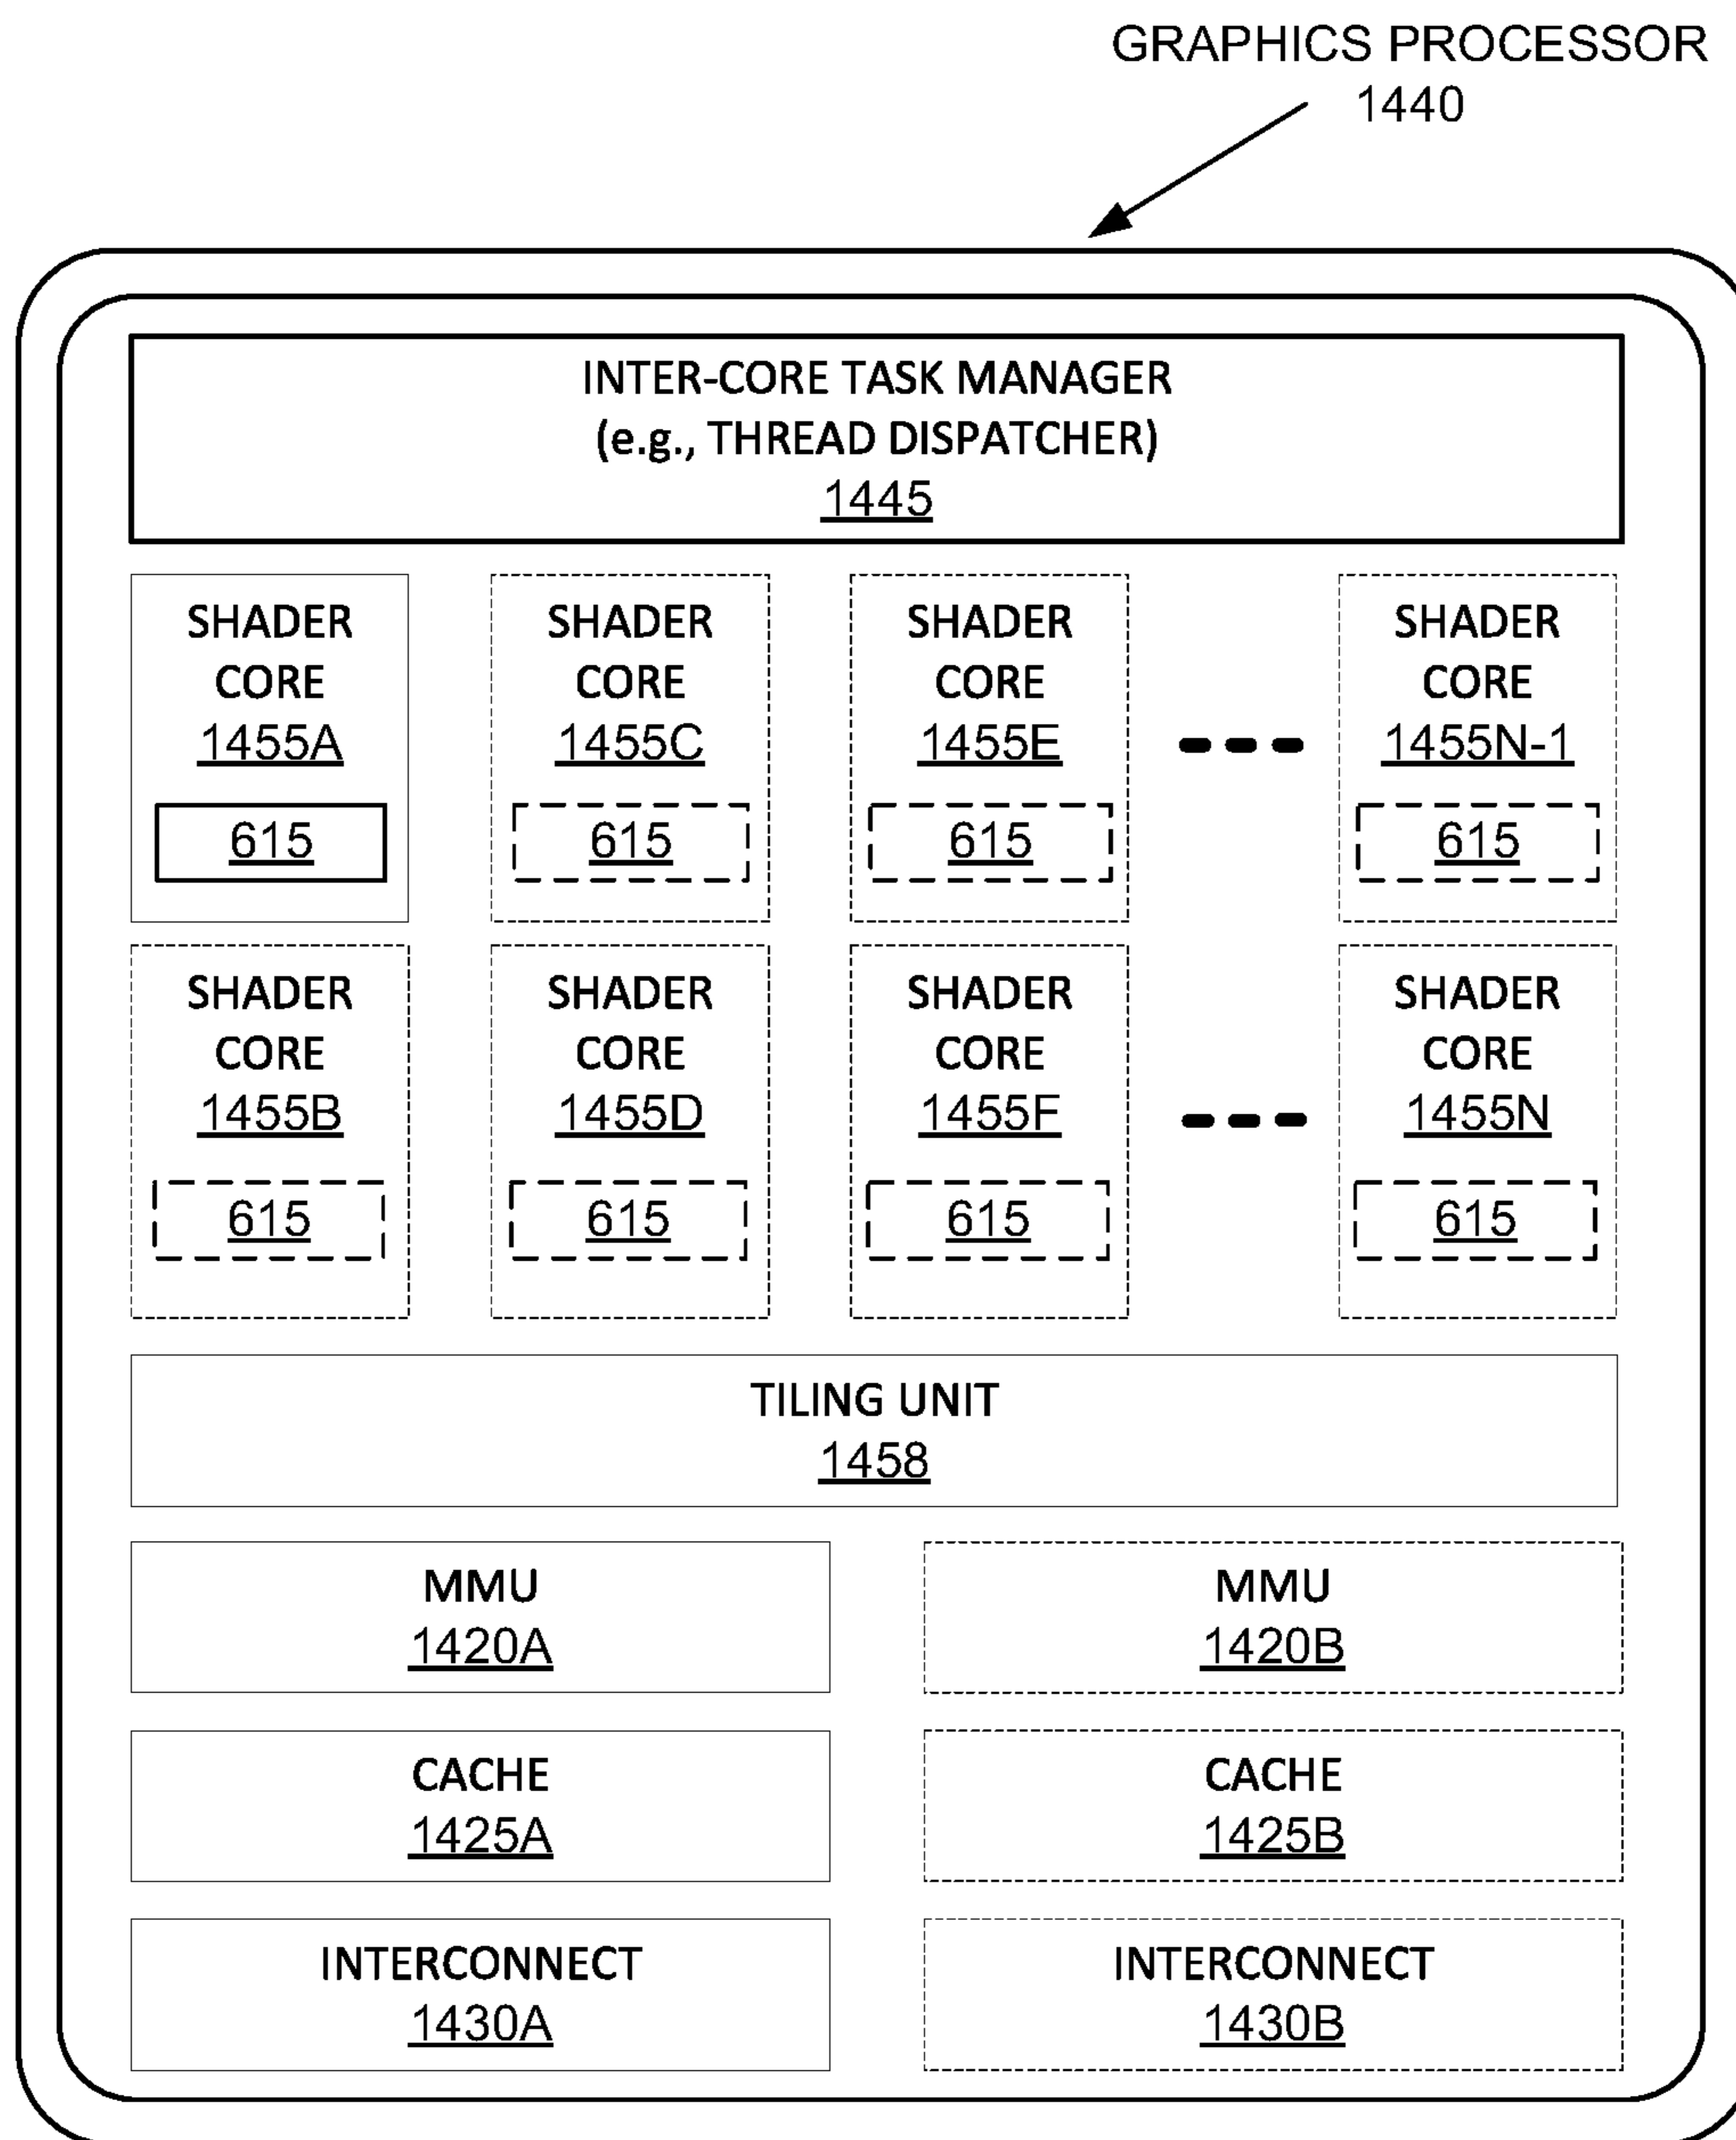 GRAPHICS PROCESSOR
1440
INTER-CORE TASK MANAGER
(e.g., THREAD DISPATCHER)
1445
SHADER
CORE
1455A
615
SHADER
CORE
1455C
615
SHADER
CORE
1455E
615
SHADER
CORE
1455N-1
615
SHADER
CORE
1455B
615
SHADER
CORE
1455D
615
SHADER
CORE
1455F
615
SHADER
CORE
1455N
615
TILING UNIT
1458
MMU
1420A
MMU
1420B
CACHE
1425A
CACHE
1425B
INTERCONNECT
1430A
INTERCONNECT
1430B